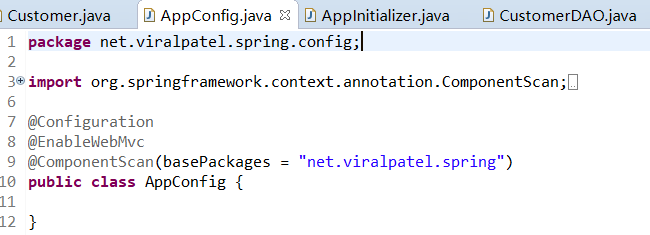 Customer.java AppConfig.java AppInitializer.java CustomerDAO.java
1 package net.viralpatel.spring.config;
2
3 import org.springframework.context.annotation.ComponentScan;
6
7 @Configuration
8 @EnableWebMvc
9 @ComponentScan(basePackages = "net.viralpatel.spring")
10 public class AppConfig {
11
12 }